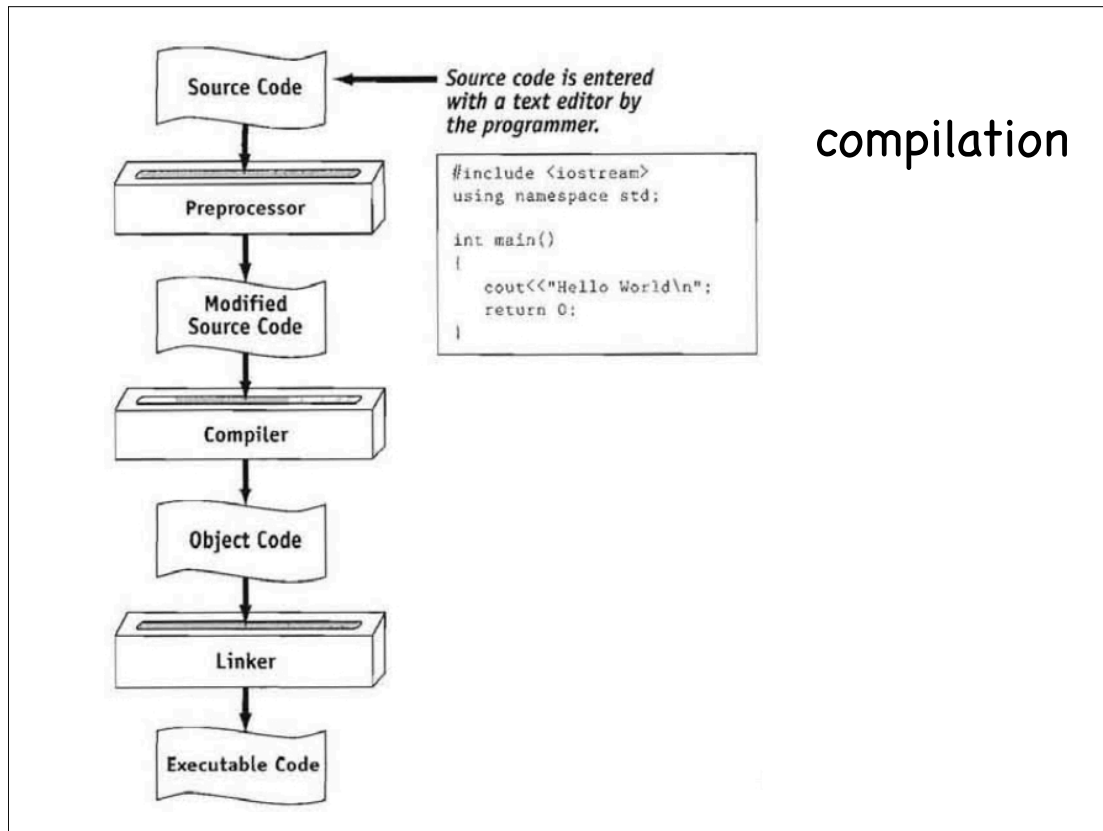 Source Code
Source code is entered
with a text editor by
the programmer.
compilation
#include <iostream>
using namespace std;
int main()
{
cout<<"Hello World\n";
return 0;
}
Preprocessor
Modified
Source Code
Compiler
Object Code
Linker
Executable Code